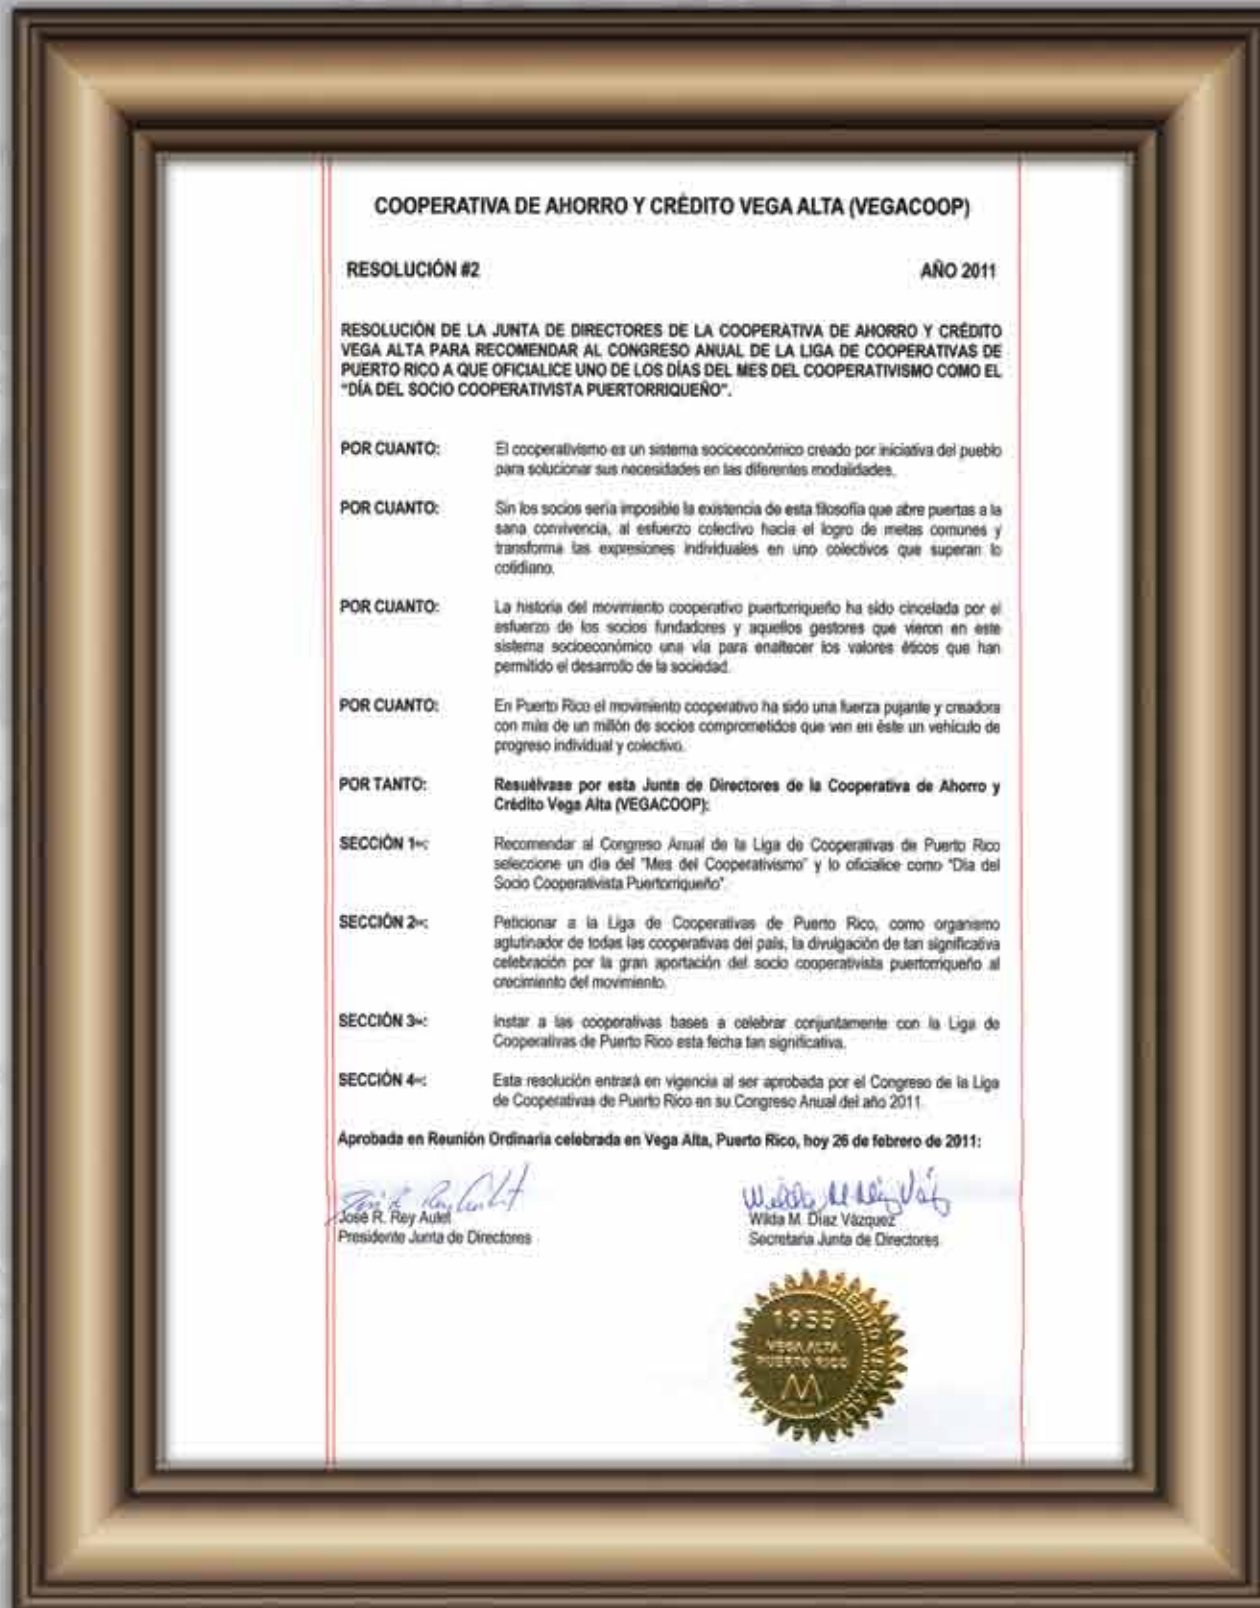 COOPERATIVA DE AHORRO Y CRÉDITO VEGA ALTA (VEGACOOP)
RESOLUCIÓN #2 AÑO 2011
RESOLUCIÓN DE LA JUNTA DE DIRECTORES DE LA COOPERATIVA DE AHORRO Y CRÉDITO
VEGA ALTA PARA RECOMENDAR AL CONGRESO ANUAL DE LA LIGA DE COOPERATIVAS DE
PUERTO RICO A QUE OFICIALICE UNO DE LOS DÍAS DEL MES DEL COOPERATIVISMO COMO EL
"DÍA DEL SOCIO COOPERATIVISTA PUERTORRIQUEÑO".
POR CUANTO: El cooperativismo es un sistema socioeconómico creado por iniciativa del pueblo
para solucionar sus necesidades en las diferentes modalidades.
POR CUANTO: Sin los socios sería imposible la existencia de esta filosofía que abre puertas a la
sana convivencia, al esfuerzo colectivo hacia el logro de metas comunes y
transforma las expresiones individuales en uno colectivos que superan lo
cotidiano.
POR CUANTO: La historia del movimiento cooperativo puertorriqueño ha sido cincelada por el
esfuerzo de los socios fundadores y aquellos gestores que vieron en este
sistema socioeconómico una vía para enaltecer los valores éticos que han
permitido el desarrollo de la sociedad.
POR CUANTO: En Puerto Rico el movimiento cooperativo ha sido una fuerza pujante y creadora
con más de un millón de socios comprometidos que ven en éste un vehículo de
progreso individual y colectivo.
POR TANTO: Resuélvase por esta Junta de Directores de la Cooperativa de Ahorro y
Crédito Vega Alta (VEGACOOP):
SECCIÓN 1: Recomendar al Congreso Anual de la Liga de Cooperativas de Puerto Rico
seleccione un día del "Mes del Cooperativismo" y lo oficialice como "Día del
Socio Cooperativista Puertorriqueño"
SECCIÓN 2: Peticionar a la Liga de Cooperativas de Puerto Rico, como organismo
aglutinador de todas las cooperativas del país, la divulgación de tan significativa
celebración por la gran aportación del socio cooperativista puertorriqueño al
crecimiento del movimiento.
SECCIÓN 3: Instar a las cooperativas bases a celebrar conjuntamente con la Liga de
Cooperativas de Puerto Rico esta fecha tan significativa.
SECCIÓN 4: Esta resolución entrará en vigencia al ser aprobada por el Congreso de la Liga
de Cooperativas de Puerto Rico en su Congreso Anual del año 2011.
Aprobada en Reunión Ordinaria celebrada en Vega Alta, Puerto Rico, hoy 26 de febrero de 2011:
José R. Rey Aulet Wilda M. Díaz Vázquez
Presidente Junta de Directores Secretaria Junta de Directores
CRÉDITO VEGA ALTA
1955
VEGA ALTA
PUERTO RICO